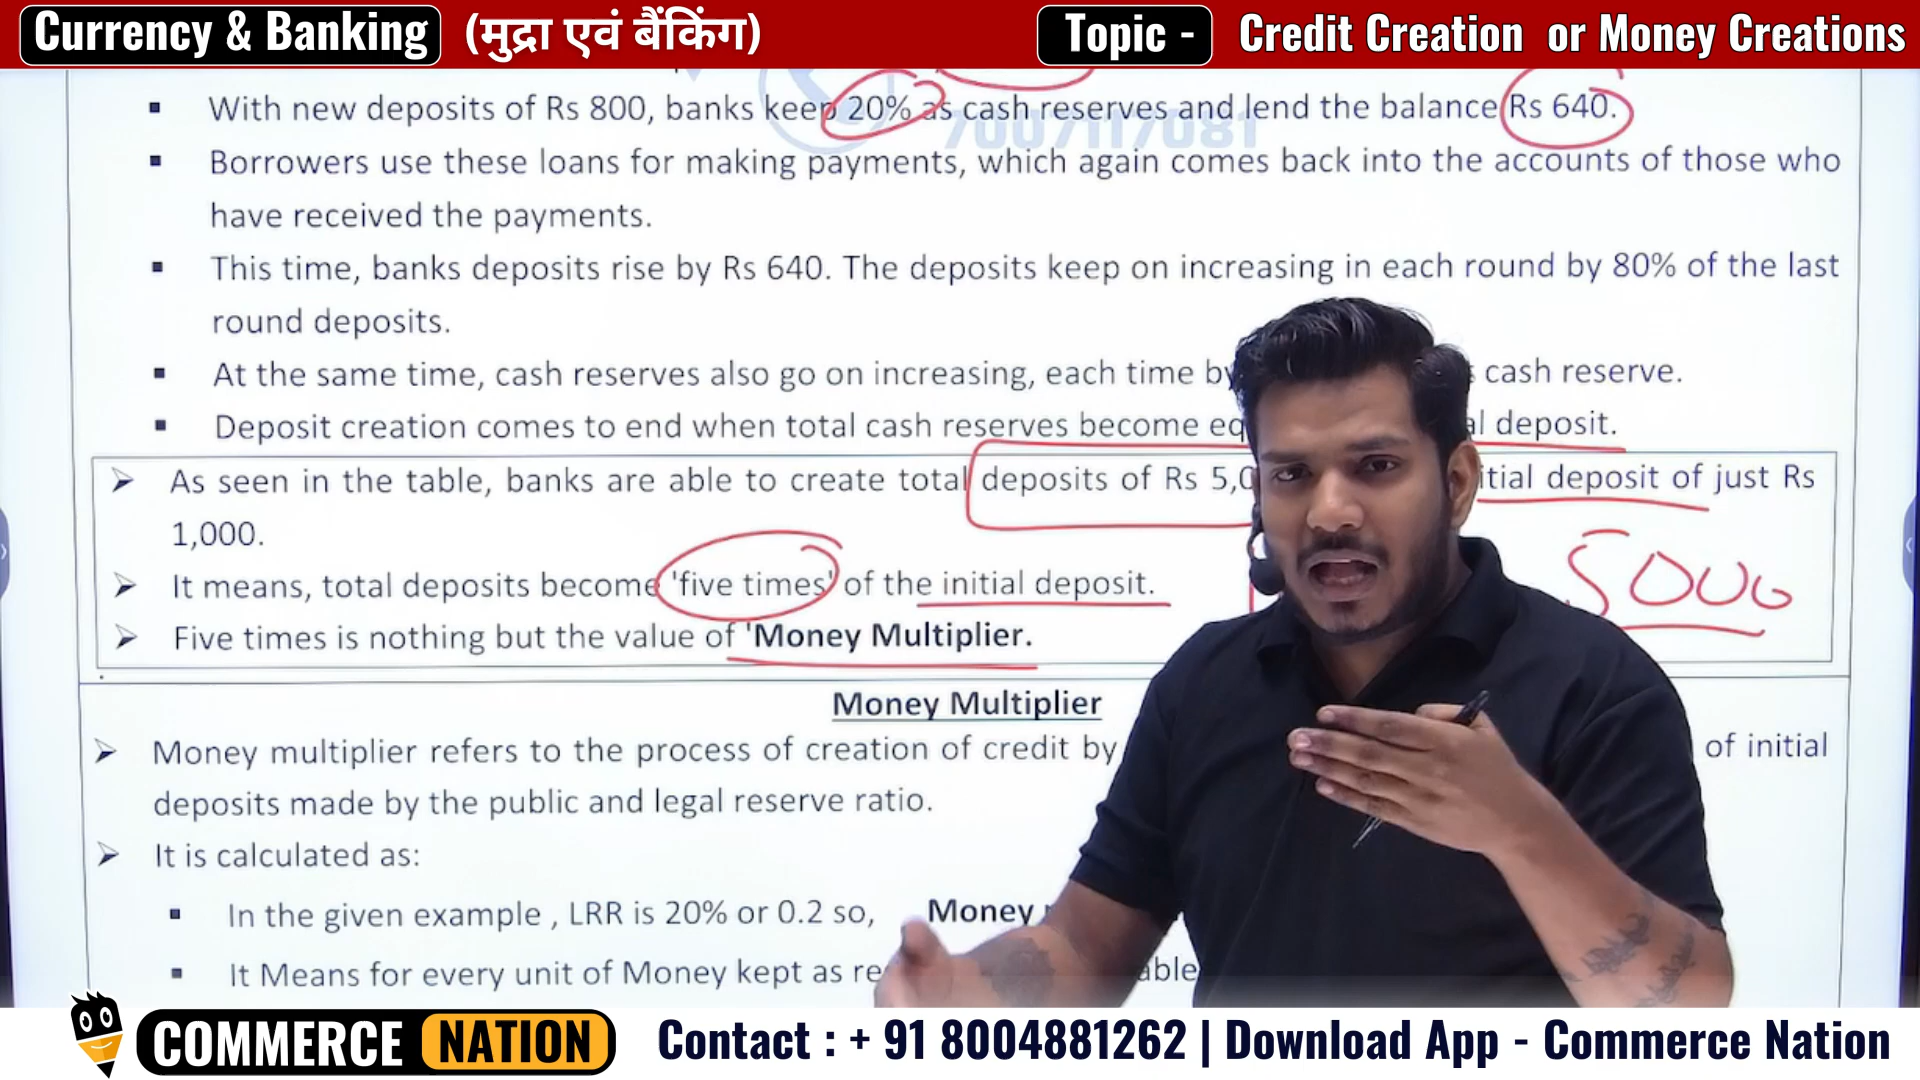 Currency & Banking (मुद्रा एवं बैंकिंग) Topic - Credit Creation or Money Creations
▪ With new deposits of Rs 800, banks keep 20% as cash reserves and lend the balance Rs 640.
7007117081
▪ Borrowers use these loans for making payments, which again comes back into the accounts of those who
have received the payments.
▪ This time, banks deposits rise by Rs 640. The deposits keep on increasing in each round by 80% of the last
round deposits.
▪ At the same time, cash reserves also go on increasing, each time by cash reserve.
▪ Deposit creation comes to end when total cash reserves become deposit.
➢ As seen in the table, banks are able to create total deposits of Rs deposit of just Rs
1,000.
➢ It means, total deposits become 'five times' of the initial deposit.
5000
➢ Five times is nothing but the value of 'Money Multiplier.
Money Multiplier
➢ Money multiplier refers to the process of creation of credit by of initial
deposits made by the public and legal reserve ratio.
➢ It is calculated as:
▪ In the given example , LRR is 20% or 0.2 so, Money
▪ It Means for every unit of Money kept as
COMMERCE NATION Contact : + 91 8004881262 | Download App - Commerce Nation